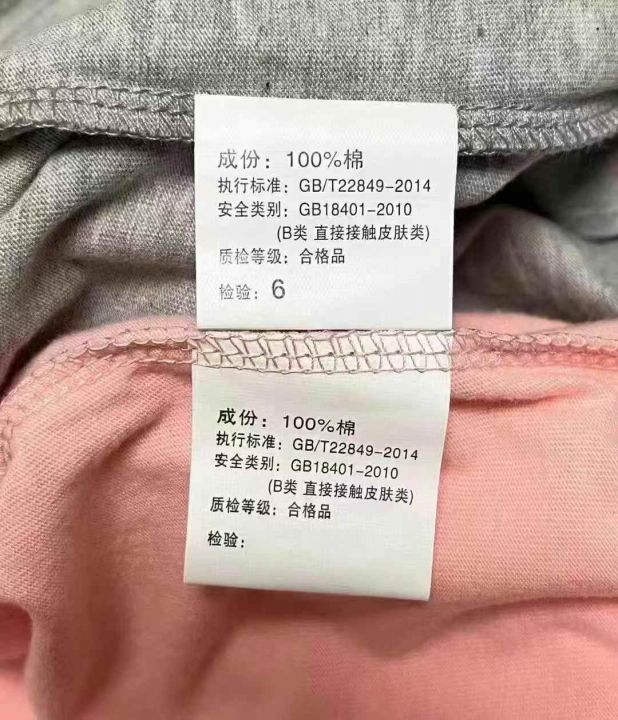 成份：100%棉
执行标准：GB/T22849-2014
安全类别：GB18401-2010
(B类 直接接触皮肤类)
质检等级：合格品
检验：6
成份：100%棉
执行标准：GB/T22849-2014
安全类别：GB18401-2010
(B类 直接接触皮肤类)
质检等级：合格品
检验：